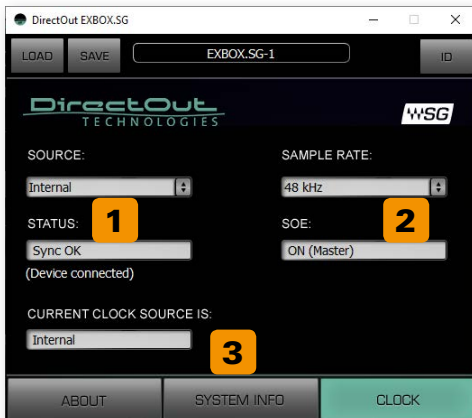 DirectOut EXBOX.SG
LOAD SAVE EXBOX.SG-1 ID
DirectOut
TECHNOLOGIES
SG
SOURCE: SAMPLE RATE:
Internal 48 kHz
STATUS: 1 SOE: 2
Sync OK ON (Master)
(Device connected)
CURRENT CLOCK SOURCE IS:
Internal 3
ABOUT SYSTEM INFO CLOCK